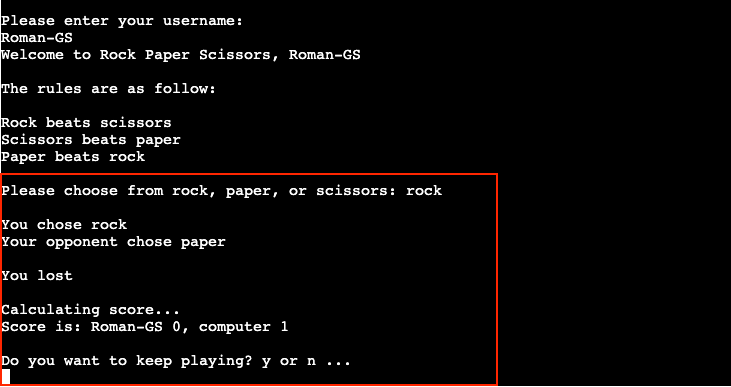 Please enter your username:
Roman-GS
Welcome to Rock Paper Scissors, Roman-GS
The rules are as follow:
Rock beats scissors
Scissors beats paper
Paper beats rock
Please choose from rock, paper, or scissors: rock
You chose rock
Your opponent chose paper
You lost
Calculating score...
Score is: Roman-GS 0, computer 1
Do you want to keep playing? y or n ...